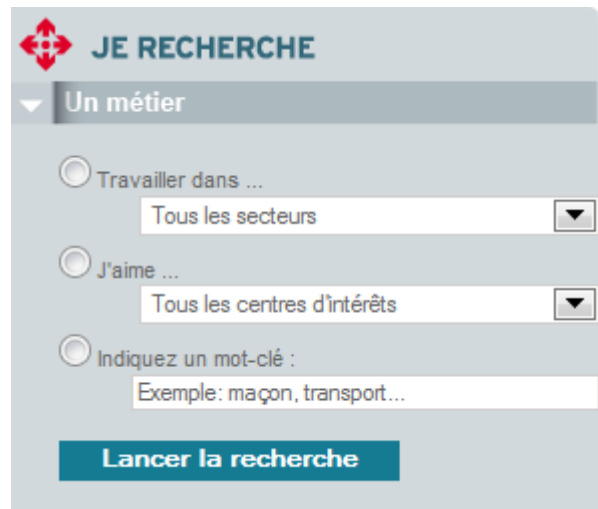 JE RECHERCHE
Un métier
Travailler dans ...
Tous les secteurs
J'aime ...
Tous les centres d'intérêts
Indiquez un mot-clé :
Exemple: maçon, transport...
Lancer la recherche